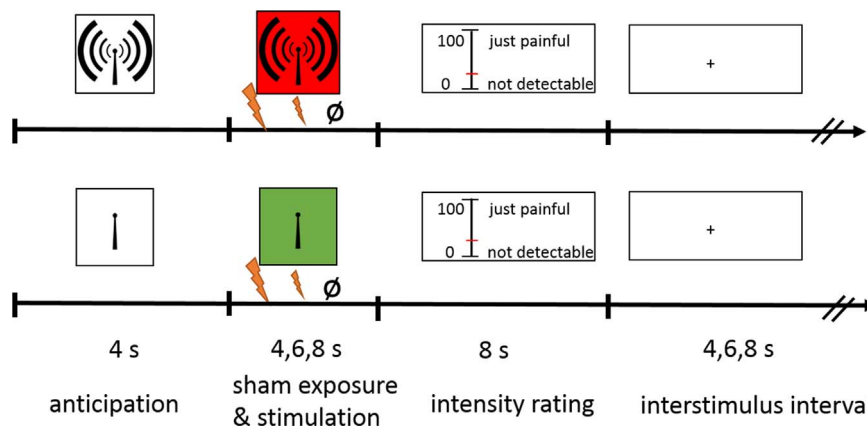 100 just painful
0 not detectable
+
Ø
100 just painful
0 not detectable
+
Ø
4 s 4,6,8 s 8 s 4,6,8 s
anticipation sham exposure & stimulation intensity rating interstimulus interva